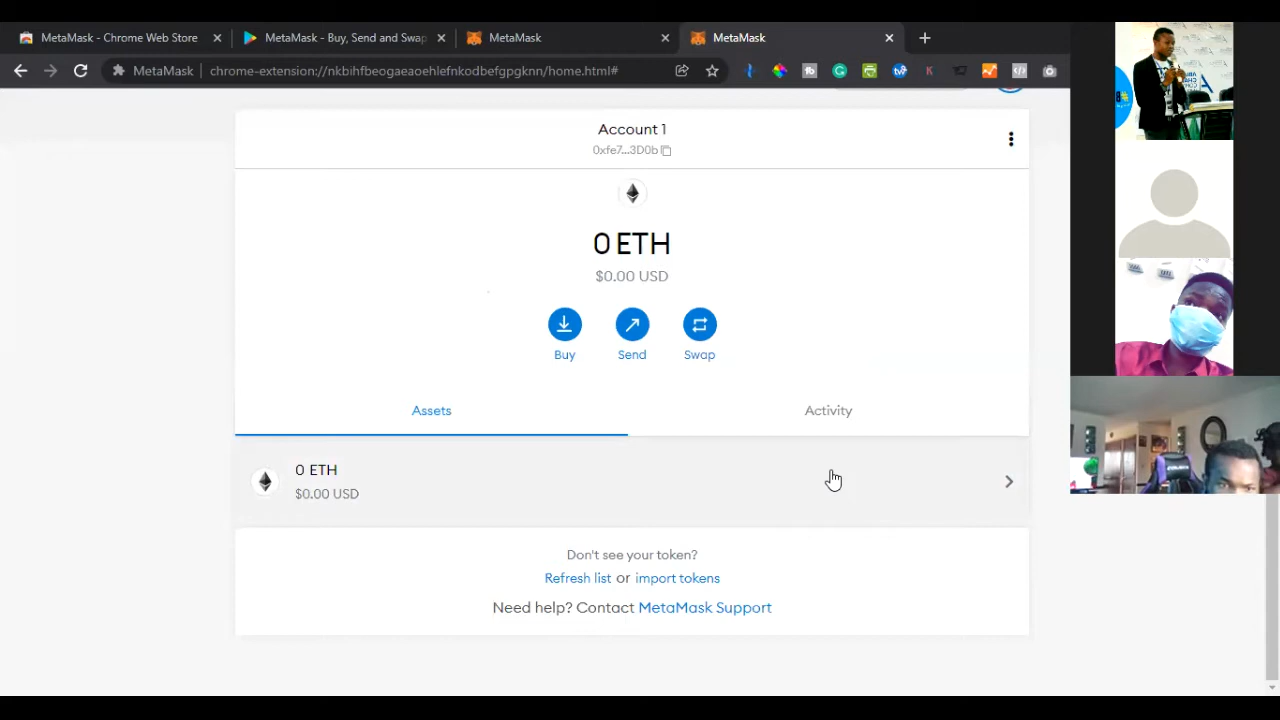 MetaMask - Chrome Web Store
MetaMask - Buy, Send and Swap
MetaMask
MetaMask chrome-extension://nkbihfbeogaeaoehlefnkodbefgpgknn/home.html#
Account 1
0xfe7...3D0b
0 ETH
$0.00 USD
Buy
Send
Swap
Assets
Activity
0 ETH
$0.00 USD
Don't see your token?
Refresh list or import tokens
Need help? Contact MetaMask Support